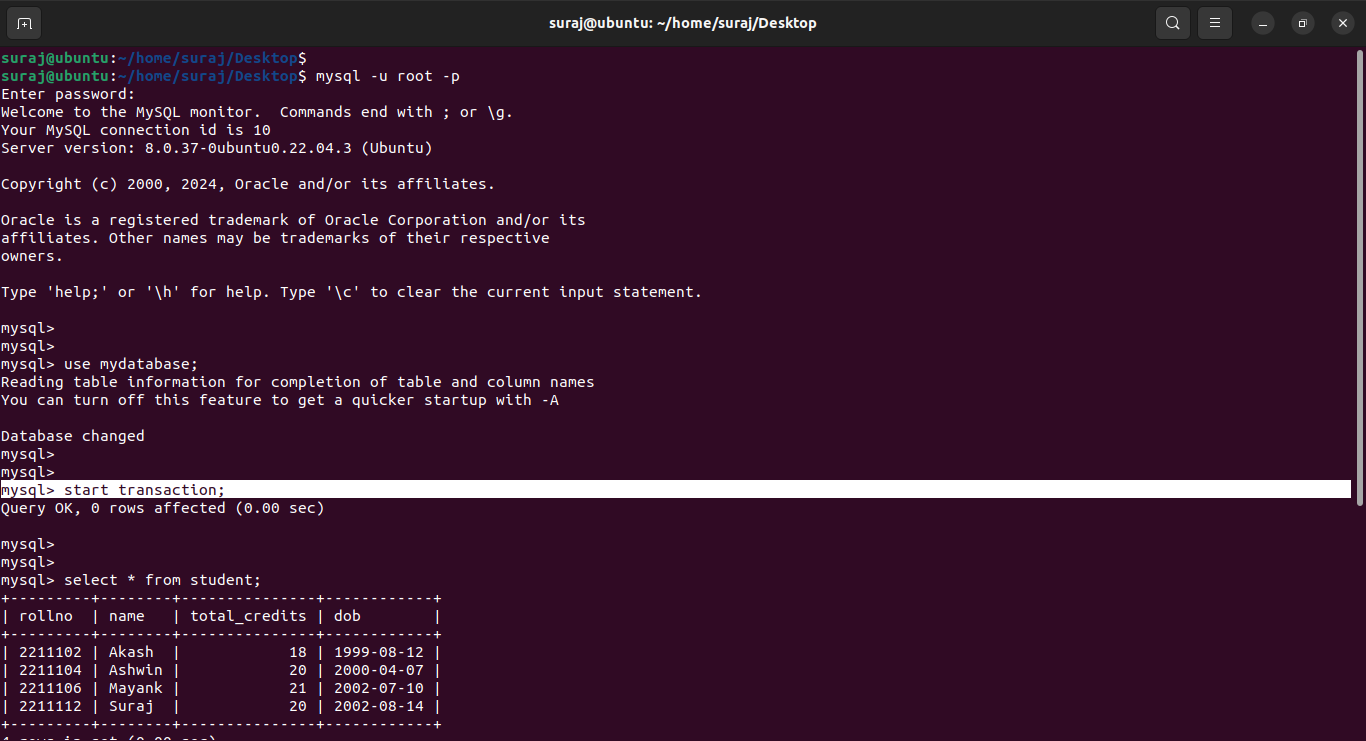 suraj@ubuntu: ~/home/suraj/Desktop
suraj@ubuntu:~/home/suraj/Desktop$
suraj@ubuntu:~/home/suraj/Desktop$ mysql -u root -p
Enter password:
Welcome to the MySQL monitor.  Commands end with ; or \g.
Your MySQL connection id is 10
Server version: 8.0.37-0ubuntu0.22.04.3 (Ubuntu)
Copyright (c) 2000, 2024, Oracle and/or its affiliates.
Oracle is a registered trademark of Oracle Corporation and/or its
affiliates. Other names may be trademarks of their respective
owners.
Type 'help;' or '\h' for help. Type '\c' to clear the current input statement.
mysql>
mysql>
mysql> use mydatabase;
Reading table information for completion of table and column names
You can turn off this feature to get a quicker startup with -A
Database changed
mysql>
mysql>
mysql> start transaction;
Query OK, 0 rows affected (0.00 sec)
mysql>
mysql>
mysql> select * from student;
+---------+--------+---------------+------------+
| rollno  | name   | total_credits | dob        |
+---------+--------+---------------+------------+
| 2211102 | Akash  |            18 | 1999-08-12 |
| 2211104 | Ashwin |            20 | 2000-04-07 |
| 2211106 | Mayank |            21 | 2002-07-10 |
| 2211112 | Suraj  |            20 | 2002-08-14 |
+---------+--------+---------------+------------+
4 rows in set (0.00 sec)